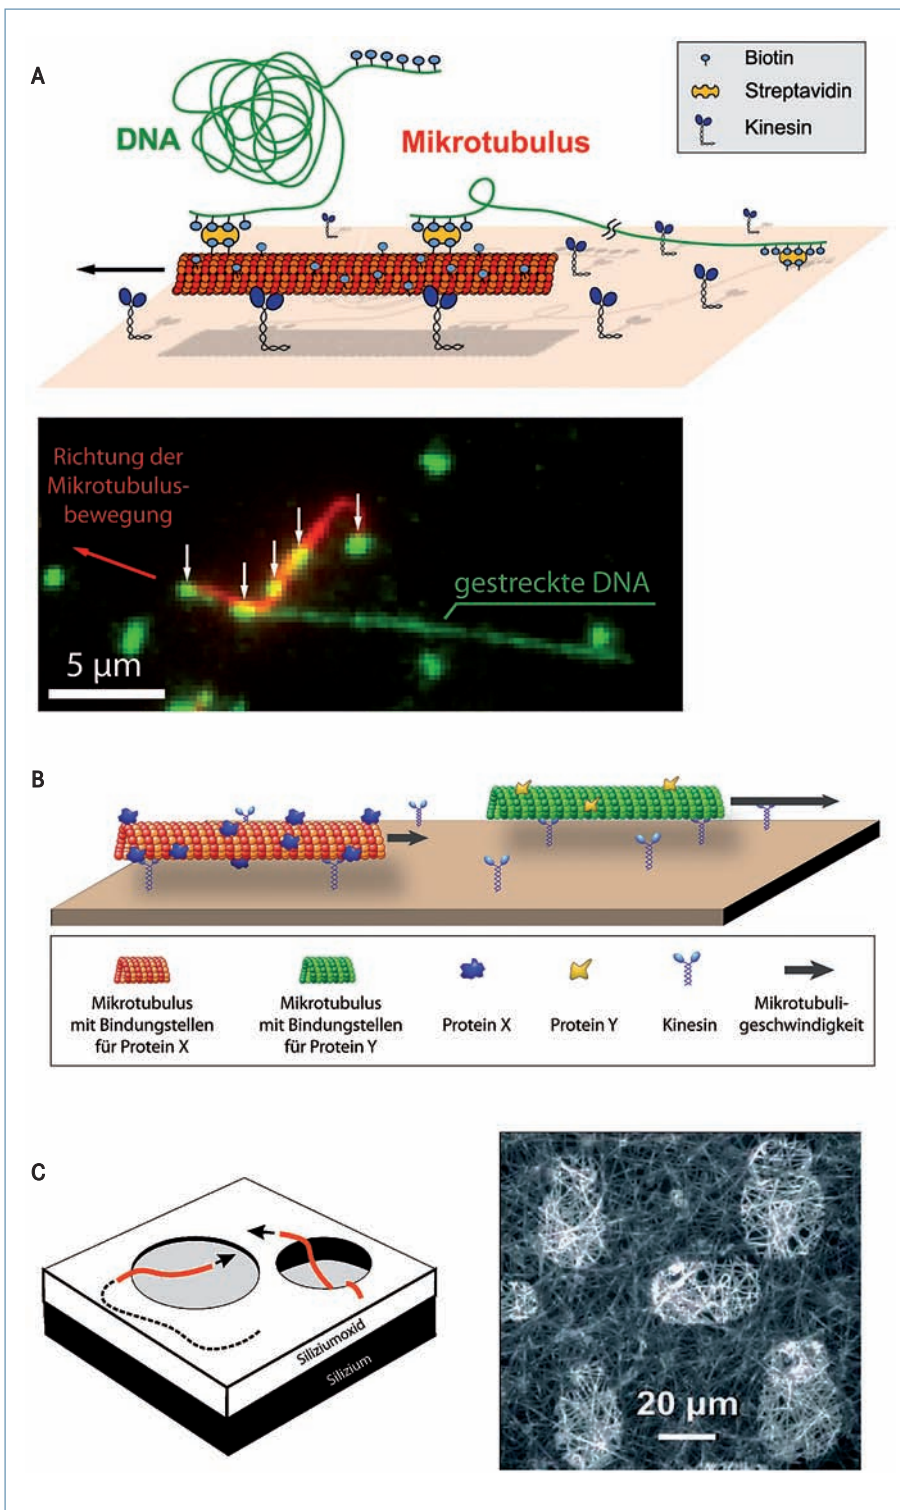 A
Biotin
Streptavidin
Kinesin
DNA
Mikrotubulus
Richtung der
Mikrotubulus-
bewegung
gestreckte DNA
5 µm
B
Mikrotubulus
mit Bindungstellen
für Protein X
Mikrotubulus
mit Bindungstellen
für Protein Y
Protein X
Protein Y
Kinesin
Mikrotubuli-
geschwindigkeit
C
Siliziumoxid
Silizium
20 µm